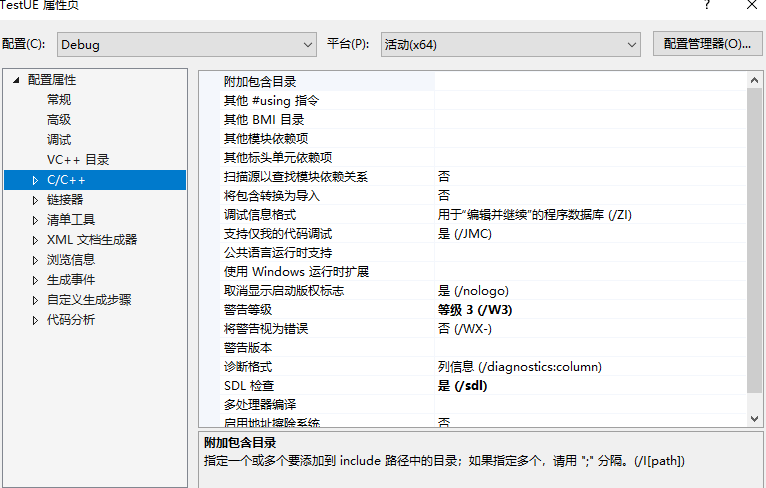 TestUE 属性页
? ×
配置(C): Debug 平台(P): 活动(x64) 配置管理器(O)...
配置属性
常规
高级
调试
VC++ 目录
C/C++
链接器
清单工具
XML 文档生成器
浏览信息
生成事件
自定义生成步骤
代码分析
附加包含目录
其他 #using 指令
其他 BMI 目录
其他模块依赖项
其他标头单元依赖项
扫描源以查找模块依赖关系 否
将包含转换为导入 否
调试信息格式 用于“编辑并继续”的程序数据库 (/ZI)
支持仅我的代码调试 是 (/JMC)
公共语言运行时支持
使用 Windows 运行时扩展
取消显示启动版权标志 是 (/nologo)
警告等级 等级 3 (/W3)
将警告视为错误 否 (/WX-)
警告版本
诊断格式 列信息 (/diagnostics:column)
SDL 检查 是 (/sdl)
多处理器编译
启用地址擦除系统 否
附加包含目录
指定一个或多个要添加到 include 路径中的目录；如果指定多个，请用 ";" 分隔。(/I[path])